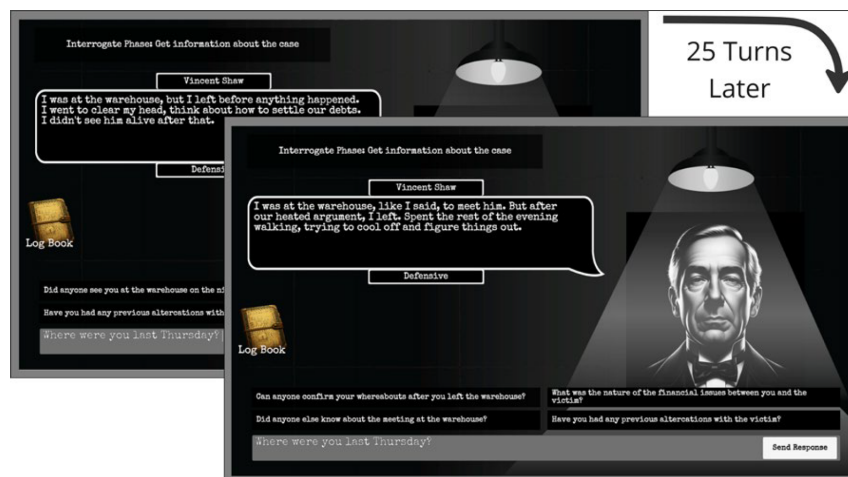 25 Turns
Later
Interrogate Phase: Get information about the case
Vincent Shaw
I was at the warehouse, but I left before anything happened.
I went to clear my head, think about how to settle our debts.
I didn't see him alive after that.
Defensi
Log Book
Did anyone see you at the warehouse on the ni
Have you had any previous altercations with
Where were you last Thursday?
Interrogate Phase: Get information about the case
Vincent Shaw
I was at the warehouse, like I said, to meet him. But after
our heated argument, I left. Spent the rest of the evening
walking, trying to cool off and figure things out.
Defensive
Log Book
Can anyone confirm your whereabouts after you left the warehouse?
What was the nature of the financial issues between you and the
victim?
Did anyone else know about the meeting at the warehouse?
Have you had any previous altercations with the victim?
Where were you last Thursday?
Send Response